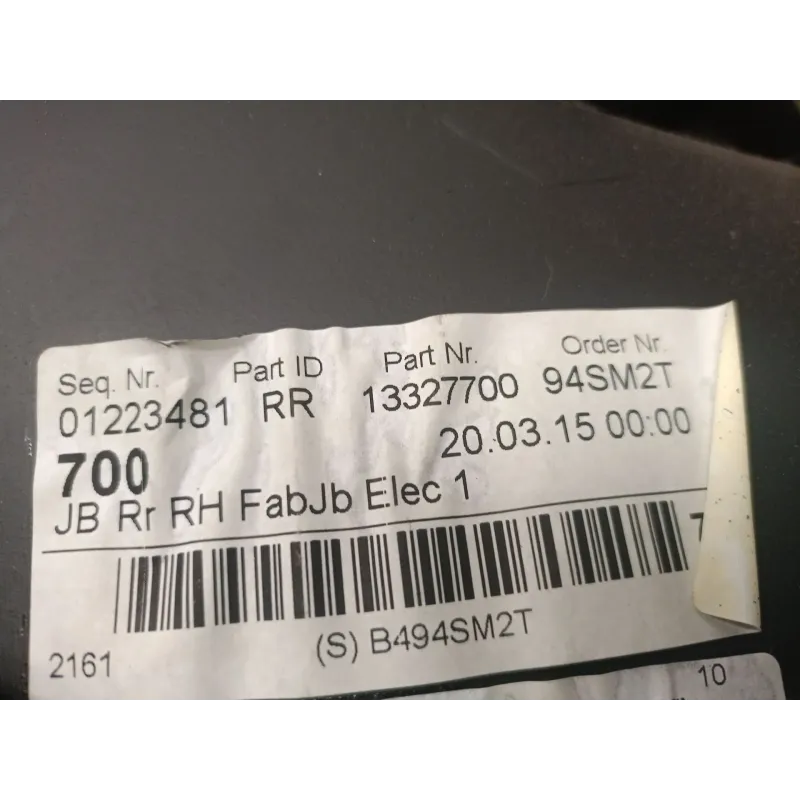 Seq. Nr. Part ID Part Nr. Order Nr.
01223481 RR 13327700 94SM2T
700 20.03.15 00:00
JB Rr RH FabJb Elec 1
2161 (S) B494SM2T
10